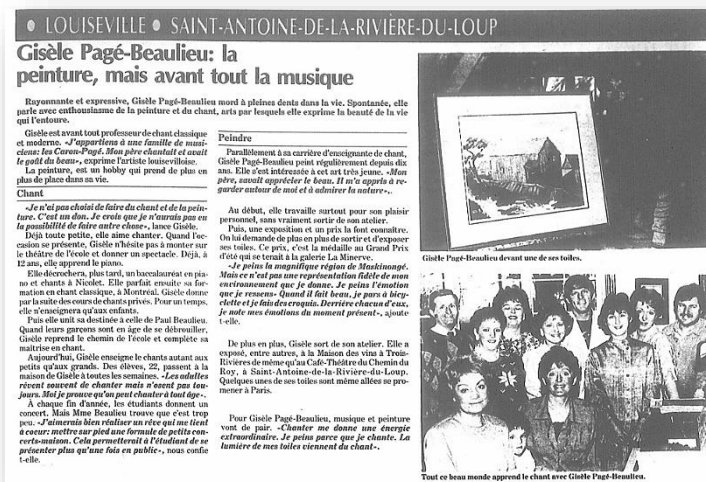 • LOUISEVILLE • SAINT-ANTOINE-DE-LA-RIVIÈRE-DU-LOUP
Gisèle Pagé-Beaulieu: la
peinture, mais avant tout la musique
Rayonnante et expressive, Gisèle Pagé-Beaulieu mord à pleines dents dans la vie. Spontanée, elle
parle avec enthousiasme de la peinture et du chant, arts par lesquels elle exprime la beauté de la vie
qui l'entoure.
Gisèle est avant tout professeur de chant classique
et moderne. «J'appartiens à une famille de musi-
ciens: les Caron-Pagé. Mon père chantait et avait
le goût du beau», exprime l'artiste louisevilloise.
La peinture, est un hobby qui prend de plus en
plus de place dans sa vie.
Chant
«Je n'ai pas choisi de faire du chant et de la pein-
ture. C'est un don. Je crois que je n'aurais pas eu
la possibilité de faire autre chose», lance Gisèle.
Déjà toute petite, elle aime chanter. Quand l'oc-
casion se présente, Gisèle n'hésite pas à monter sur
le théâtre de l'école et donner un spectacle. Déjà, à
12 ans, elle apprend le piano.
Elle décrochera, plus tard, un baccalauréat en pia-
no et chants à Nicolet. Elle parfait ensuite sa for-
mation en chant classique, à Montréal. Gisèle donne
par la suite des cours de chants privés. Pour un temps,
elle n'enseignera qu'aux enfants.
Puis elle unit sa destinée à celle de Paul Beaulieu.
Quand leurs garçons sont en âge de se débrouiller,
Gisèle reprend le chemin de l'école et complète sa
maîtrise en chant.
Aujourd'hui, Gisèle enseigne le chants autant aux
petits qu'aux grands. Des élèves, 22, passent à la
maison de Gisèle à toutes les semaines. «Les adultes
rêvent souvent de chanter mais n'osent pas tou-
jours. Moi je prouve qu'on peut chanter à tout âge».
À chaque fin d'année, les étudiants donnent un
concert. Mais Mme Beaulieu trouve que c'est trop
peu. «J'aimerais bien réaliser un rêve qui me tient
à coeur: mettre sur pied une formule de petits con-
certs-maison. Cela permetterait à l'étudiant de se
présenter plus qu'une fois en public», nous confie
t-elle.
Peindre
Parallèlement à sa carrière d'enseignante de chant,
Gisèle Pagé-Beaulieu peint régulièrement depuis dix
ans. Elle s'est intéressée à cet art très jeune. «Mon
père, savait apprécier le beau. Il m'a appris à re-
garder autour de moi et à admirer la nature».
Au début, elle travaille surtout pour son plaisir
personnel, sans vraiment sortir de son atelier.
Puis, une exposition et un prix la font connaître.
On lui demande de plus en plus de sortir et d'exposer
ses toiles. Ce prix, c'est la médaille au Grand Prix
d'été qui se tenait à la galerie La Minerve.
«Je peins la magnifique région de Maskinongé.
Mais ce n'est pas une représentation fidèle de mon
environnement que je donne. Je peins l'émotion
que je ressens» Quand il fait beau, je pars à bicy-
clette et je fais des croquis. Derrière chacun d'eux,
je note mes émotions du moment présent», ajoute
t-elle.
De plus en plus, Gisèle sort de son atelier. Elle a
exposé, entre autres, à la Maison des vins à Trois-
Rivières de même qu'au Café-Théâtre du Chemin du
Roy, à Saint-Antoine-de-la-Rivière-du-Loup.
Quelques unes de ses toiles sont même allées se pro-
mener à Paris.
Pour Gisèle Pagé-Beaulieu, musique et peinture
vont de pair. «Chanter me donne une énergie
extraordinaire. Je peins parce que je chante. La
lumière de mes toiles viennent du chant».
Gisèle Pagé-Beaulieu devant une de ses toiles.
Tout ce beau monde apprend le chant avec Gisèle Pagé-Beaulieu.